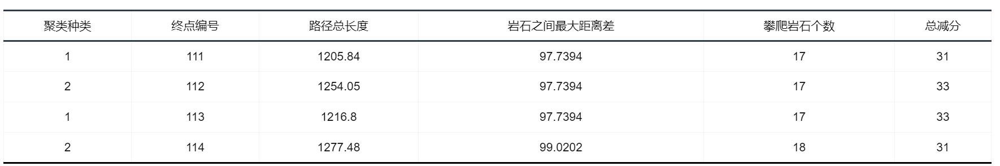 聚类种类 终点编号 路径总长度 岩石之间最大距离差 攀爬岩石个数 总减分
1 111 1205.84 97.7394 17 31
2 112 1254.05 97.7394 17 33
1 113 1216.8 97.7394 17 33
2 114 1277.48 99.0202 18 31